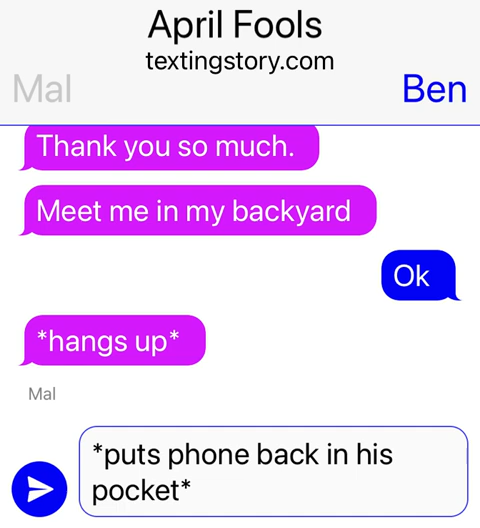 April Fools
textingstory.com
Mal
Ben
Thank you so much.
Meet me in my backyard
Ok
*hangs up*
Mal
*puts phone back in his
pocket*